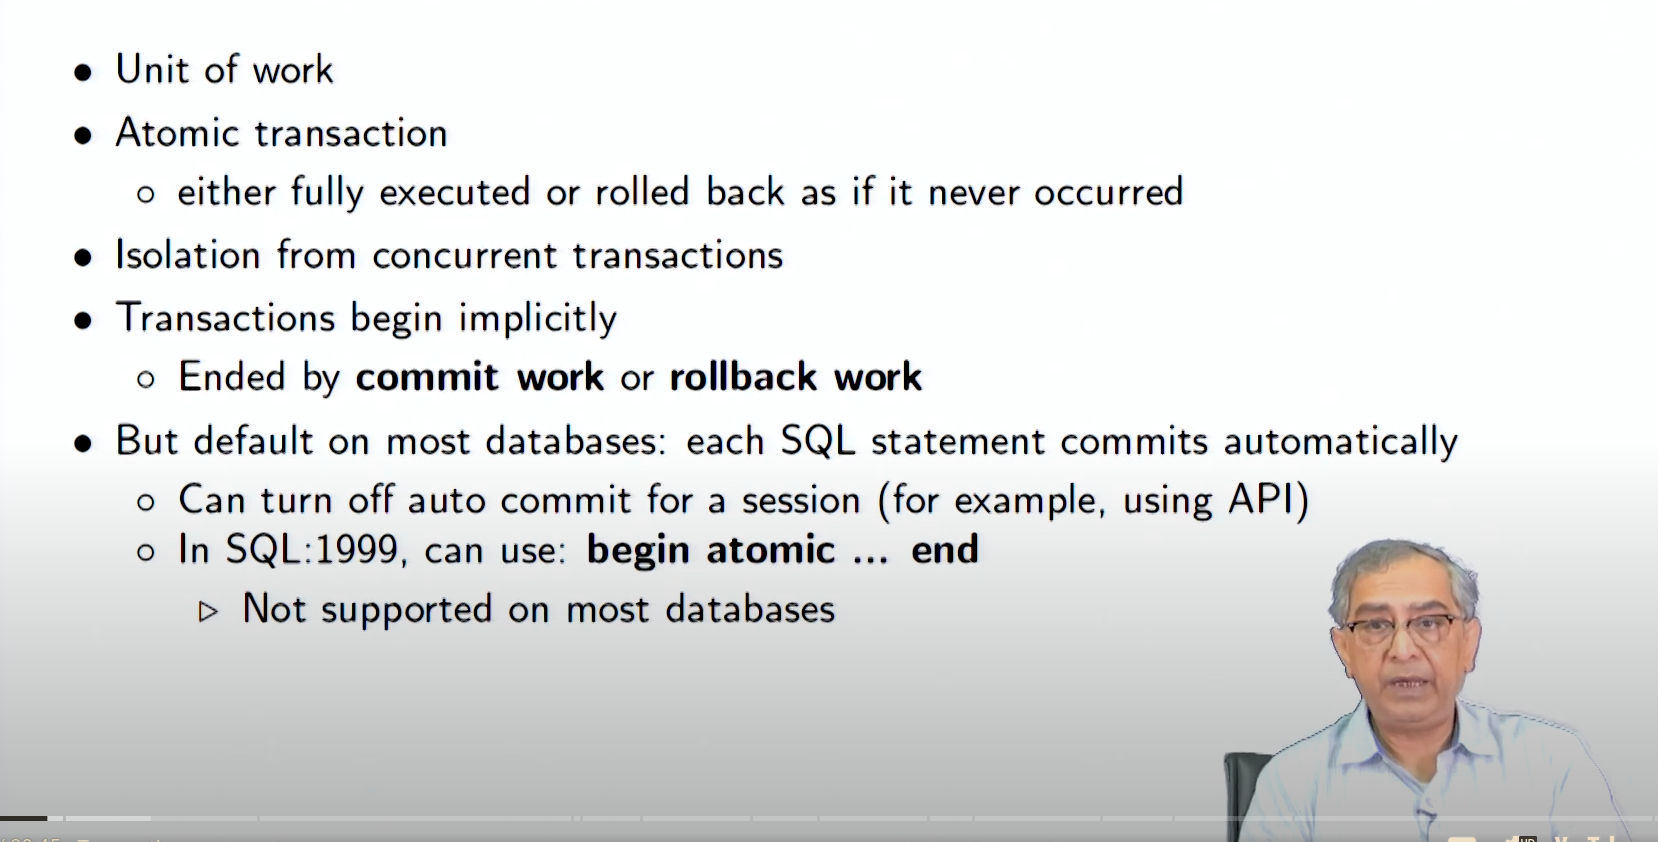 ● Unit of work
● Atomic transaction
○ either fully executed or rolled back as if it never occurred
● Isolation from concurrent transactions
● Transactions begin implicitly
○ Ended by commit work or rollback work
● But default on most databases: each SQL statement commits automatically
○ Can turn off auto commit for a session (for example, using API)
○ In SQL:1999, can use: begin atomic ... end
▷ Not supported on most databases